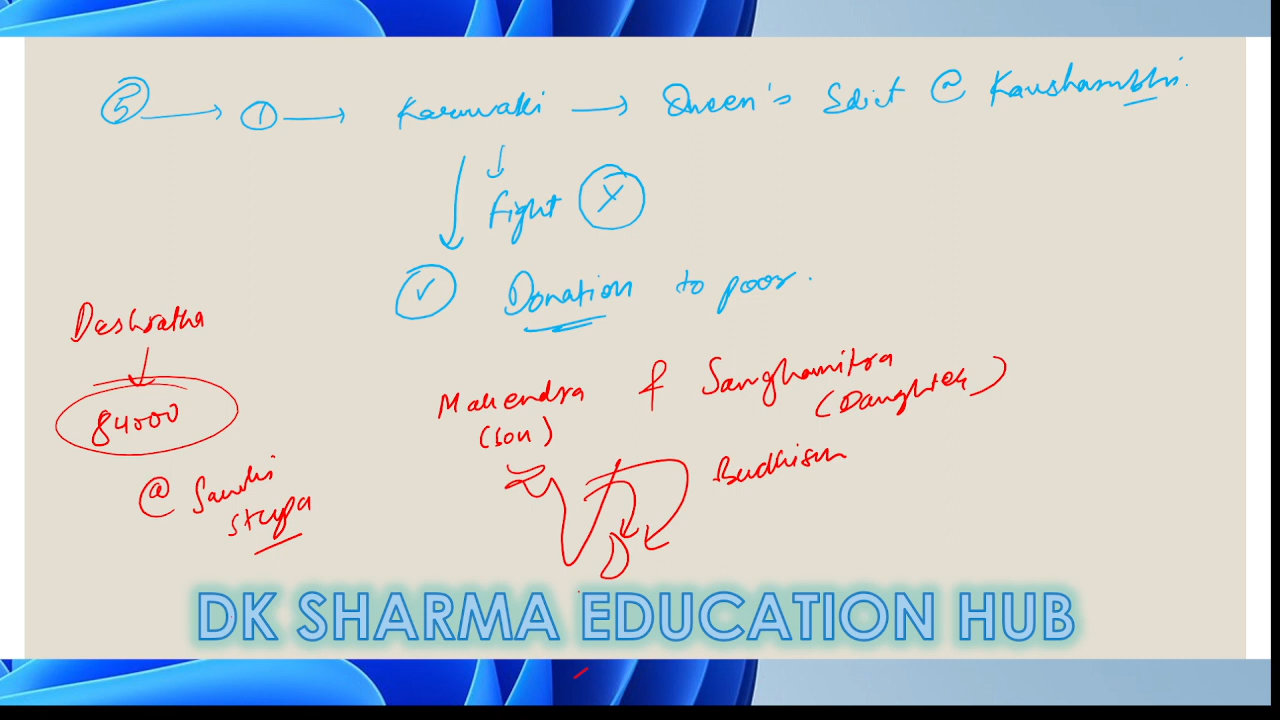 5 → 1 → Karuwaki → Queen's Edict @ Kaushambhi.
Fight X
✓ Donation to poor.
Deshratha
84000
@ Sanchi
Stupa
Mahendra & Sanghamitra
(Son) (Daughter)
Budhism
DK SHARMA EDUCATION HUB